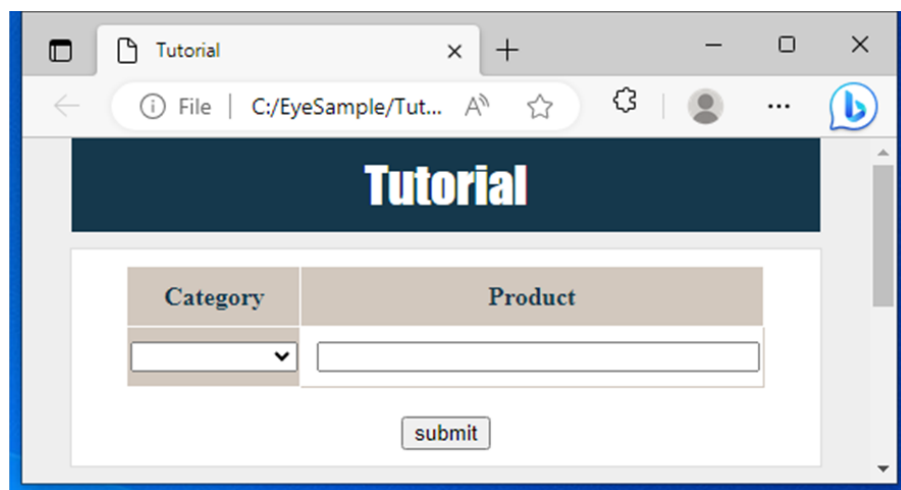 Tutorial
File | C:/EyeSample/Tut...
Tutorial
Category Product
submit